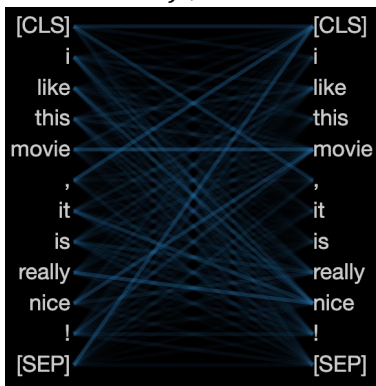 [CLS] [CLS]
i i
like like
this this
movie movie
, ,
it it
is is
really really
nice nice
! !
[SEP] [SEP]